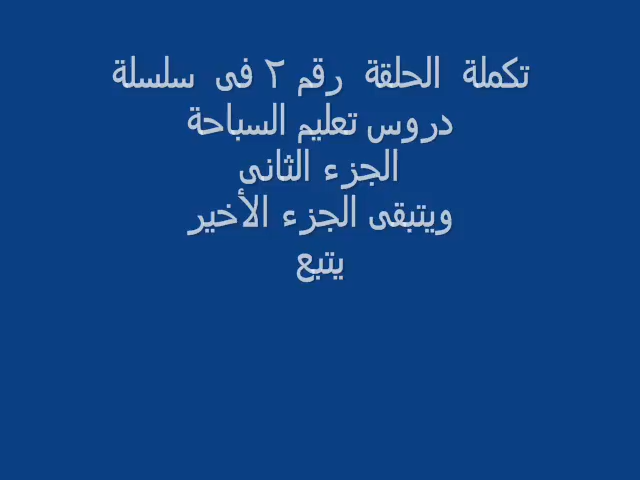 تكملة الحلقة رقم ٢ فى سلسلة
دروس تعليم السباحة
الجزء الثانى
ويتبقى الجزء الأخير
يتبع